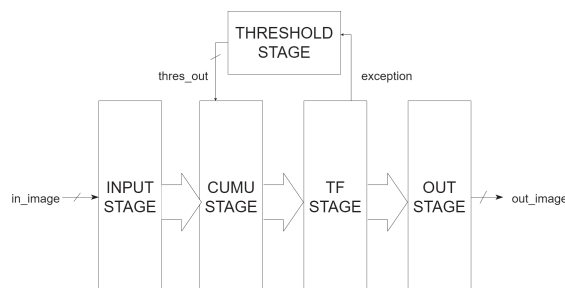 THRESHOLD
STAGE
thres_out
exception
in_image
INPUT
STAGE
CUMU
STAGE
TF
STAGE
OUT
STAGE
out_image